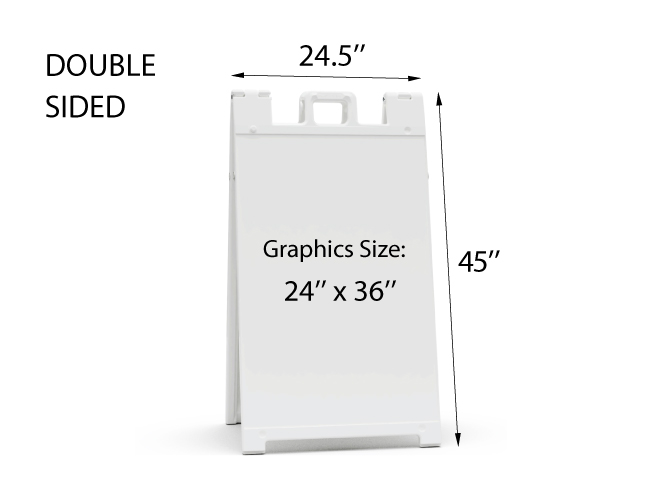 DOUBLE
SIDED
24.5’’
45’’
Graphics Size:
24’’ x 36’’